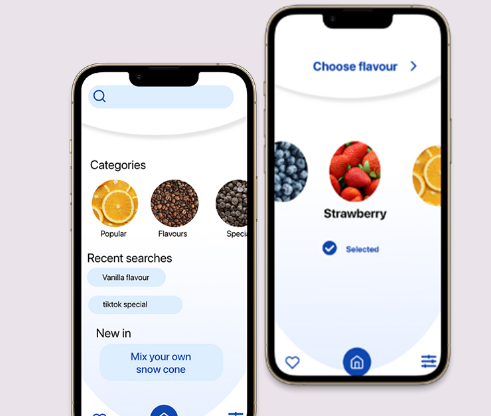 Categories
Popular
Flavours
Recent searches
Vanilla flavour
tiktok special
New in
Mix your own
snow cone
Choose flavour
Strawberry
Selected